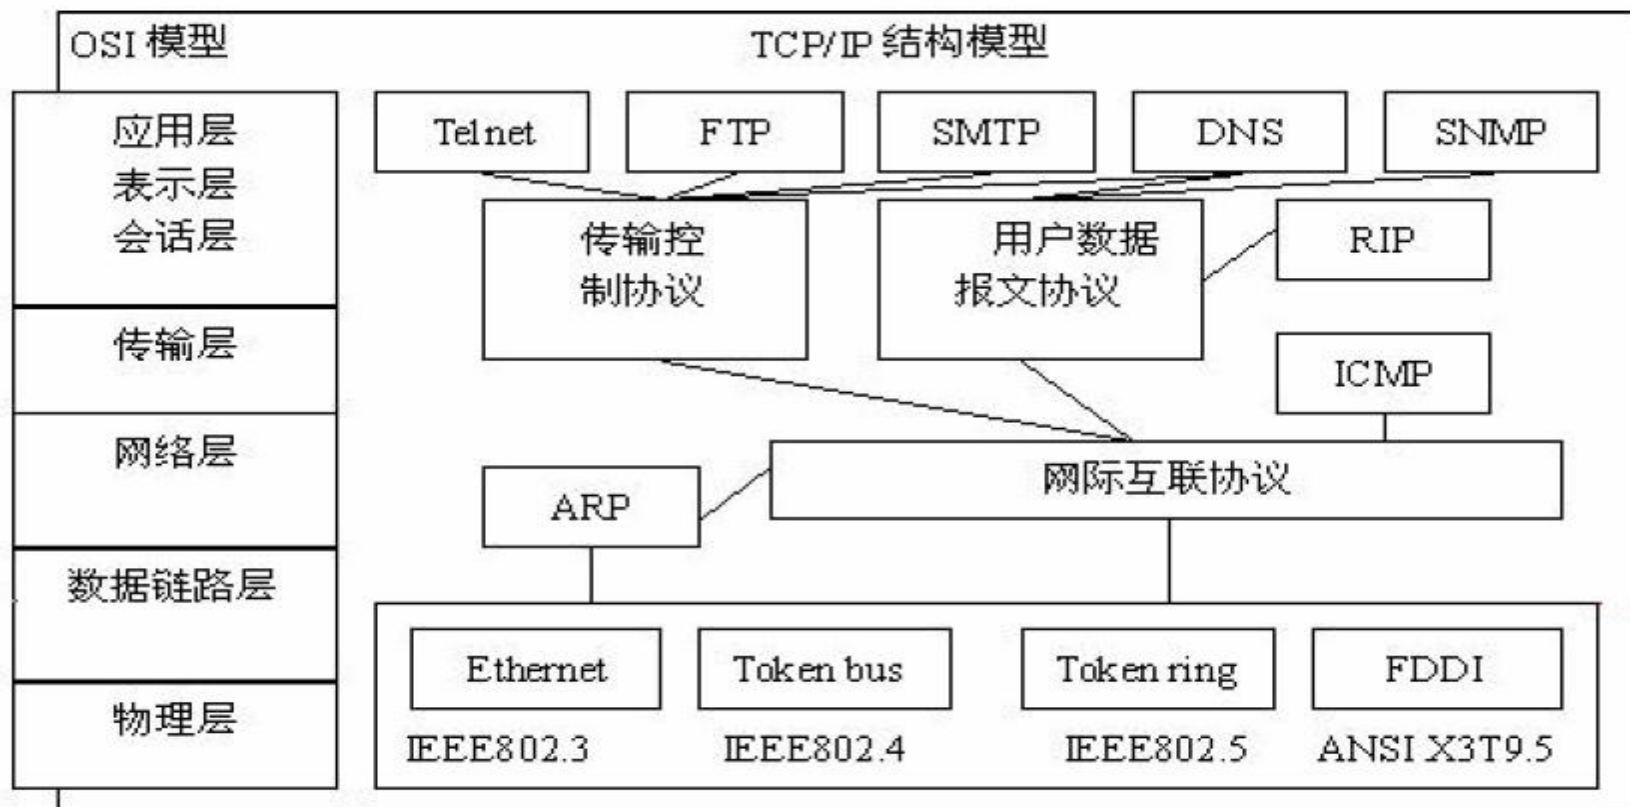 OSI 模型
TCP/IP 结构模型
应用层
表示层
会话层
传输层
网络层
数据链路层
物理层
Telnet
FTP
SMTP
DNS
SNMP
传输控
制协议
用户数据
报文协议
RIP
ICMP
ARP
网际互联协议
Ethernet
Token bus
Token ring
FDDI
IEEE802.3
IEEE802.4
IEEE802.5
ANSI X3T9.5